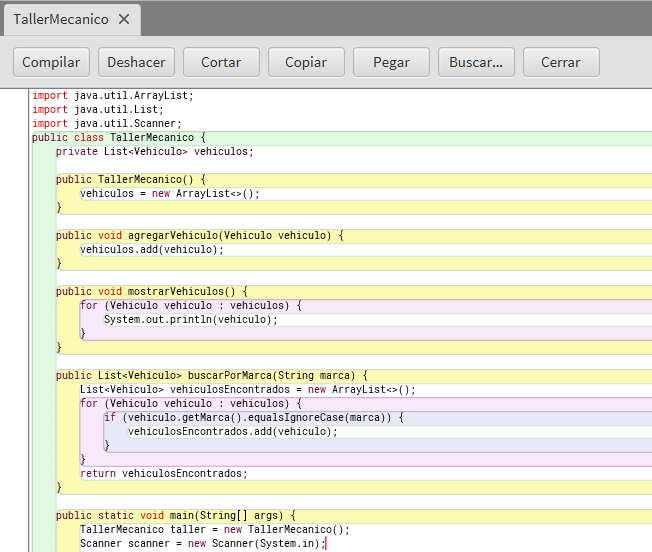 TallerMecanico ✕
Compilar Deshacer Cortar Copiar Pegar Buscar... Cerrar
import java.util.ArrayList;
import java.util.List;
import java.util.Scanner;
public class TallerMecanico {
    private List<Vehiculo> vehiculos;
    public TallerMecanico() {
        vehiculos = new ArrayList<>();
    }
    public void agregarVehiculo(Vehiculo vehiculo) {
        vehiculos.add(vehiculo);
    }
    public void mostrarVehiculos() {
        for (Vehiculo vehiculo : vehiculos) {
            System.out.println(vehiculo);
        }
    }
    public List<Vehiculo> buscarPorMarca(String marca) {
        List<Vehiculo> vehiculosEncontrados = new ArrayList<>();
        for (Vehiculo vehiculo : vehiculos) {
            if (vehiculo.getMarca().equalsIgnoreCase(marca)) {
                vehiculosEncontrados.add(vehiculo);
            }
        }
        return vehiculosEncontrados;
    }
    public static void main(String[] args) {
        TallerMecanico taller = new TallerMecanico();
        Scanner scanner = new Scanner(System.in);